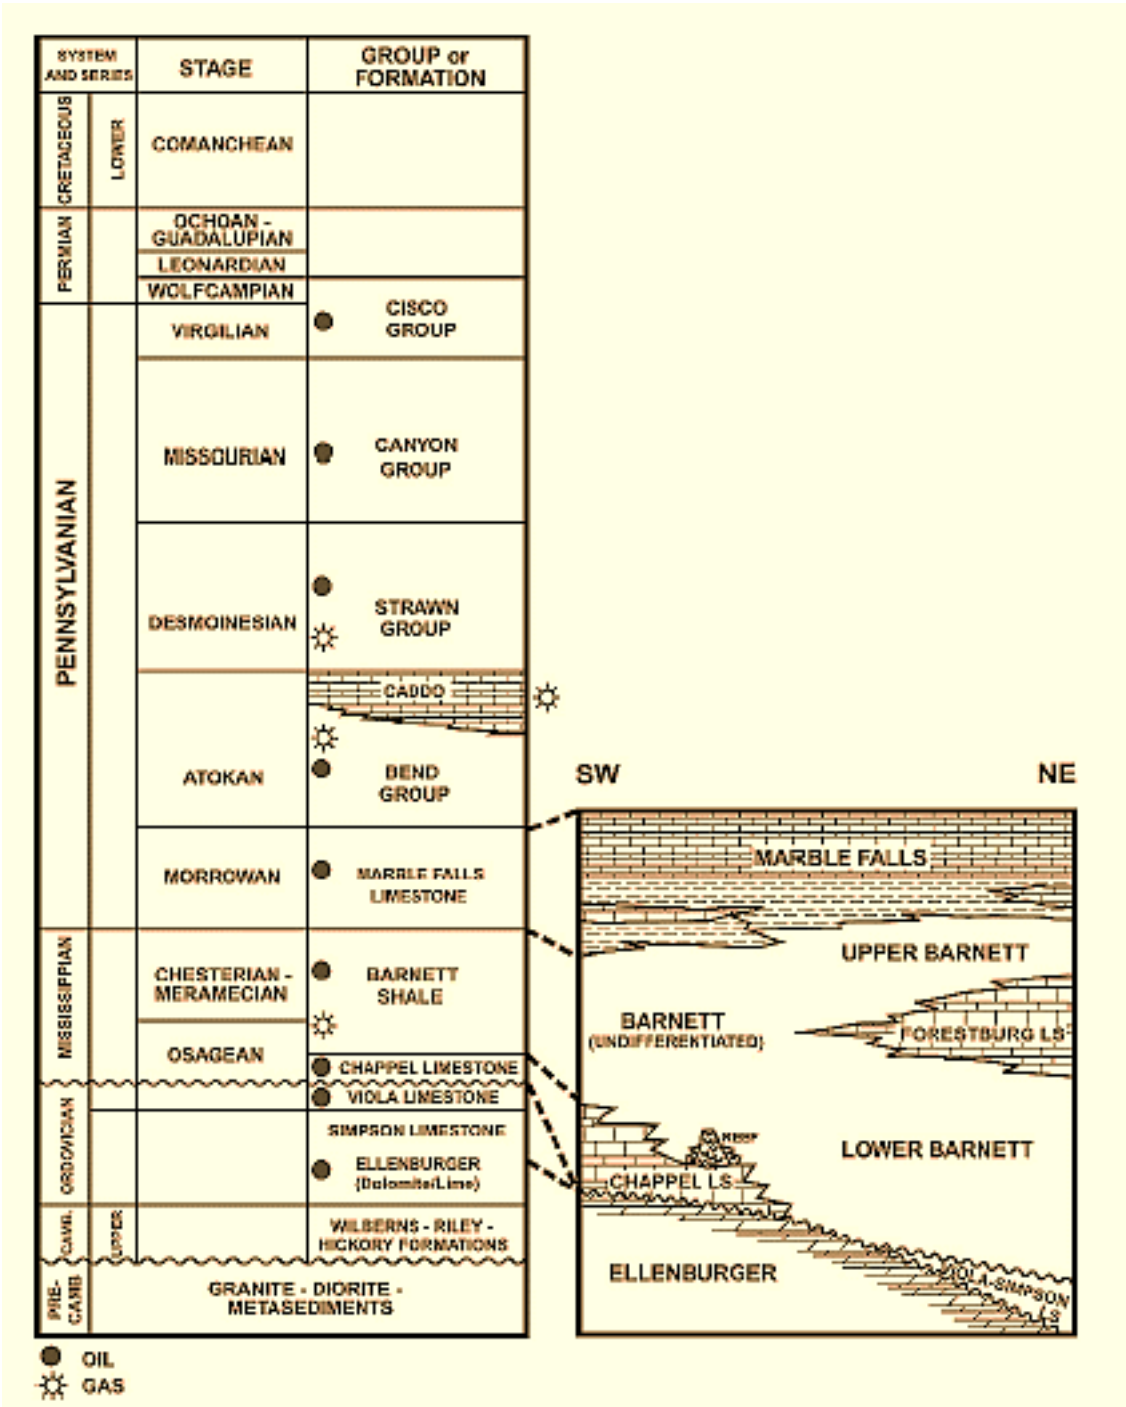 SYSTEM
AND SERIES
STAGE
GROUP or
FORMATION
CRETACEOUS
LOWER
COMANCHEAN
PERMIAN
OCHOAN -
GUADALUPIAN
LEONARDIAN
WOLFCAMPIAN
CISCO
GROUP
PENNSYLVANIAN
VIRGILIAN
MISSOURIAN
CANYON
GROUP
DESMOINESIAN
STRAWN
GROUP
CADDO
ATOKAN
BEND
GROUP
MORROWAN
MARBLE FALLS
LIMESTONE
MISSISSIPPIAN
CHESTERIAN -
MERAMECIAN
BARNETT
SHALE
OSAGEAN
CHAPPEL LIMESTONE
ORDOVICIAN
VIOLA LIMESTONE
SIMPSON LIMESTONE
ELLENBURGER
(Dolomite/Lime)
CAMB.
UPPER
WILBERNS - RILEY -
HICKORY FORMATIONS
PRE-
CAMB.
GRANITE - DIORITE -
METASEDIMENTS
OIL
GAS
SW
NE
MARBLE FALLS
UPPER BARNETT
BARNETT
(UNDIFFERENTIATED)
FORESTBURG LS
LOWER BARNETT
REEF
CHAPPEL LS
ELLENBURGER
VIOLA-SIMPSON
LS